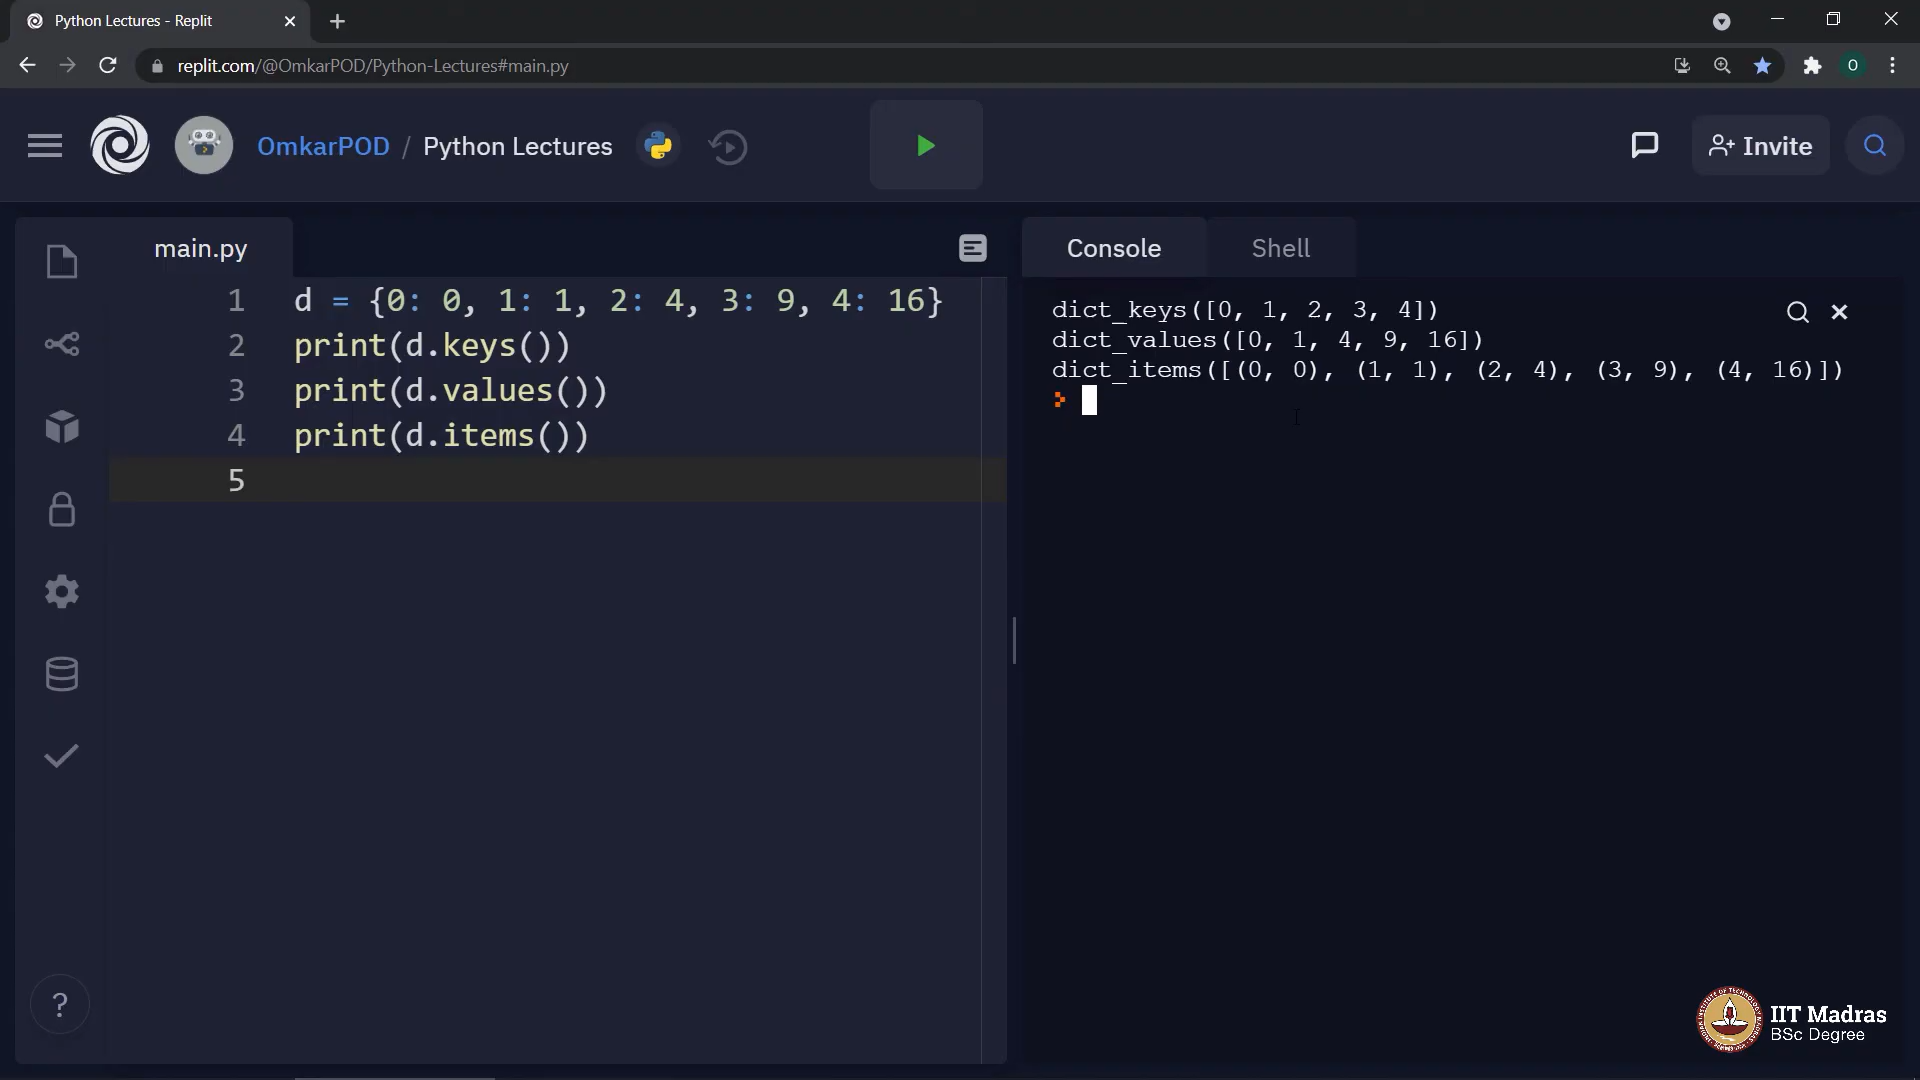 Python Lectures - Replit
replit.com/@OmkarPOD/Python-Lectures#main.py
O
OmkarPOD / Python Lectures
Invite
main.py
Console
Shell
1 d = {0: 0, 1: 1, 2: 4, 3: 9, 4: 16}
2 print(d.keys())
3 print(d.values())
4 print(d.items())
5
dict_keys([0, 1, 2, 3, 4])
dict_values([0, 1, 4, 9, 16])
dict_items([(0, 0), (1, 1), (2, 4), (3, 9), (4, 16)])
?
IIT Madras
BSc Degree